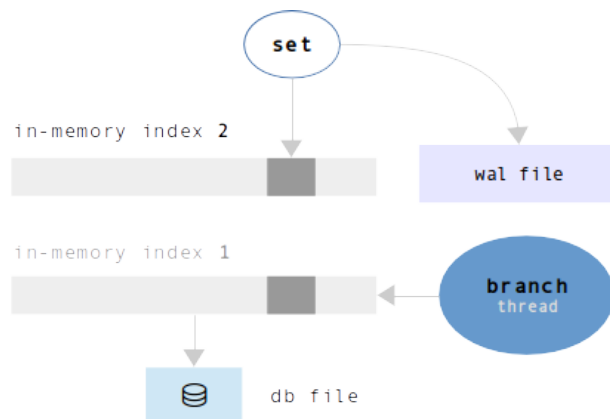 set
in-memory index 2
wal file
in-memory index 1
branch
thread
db file